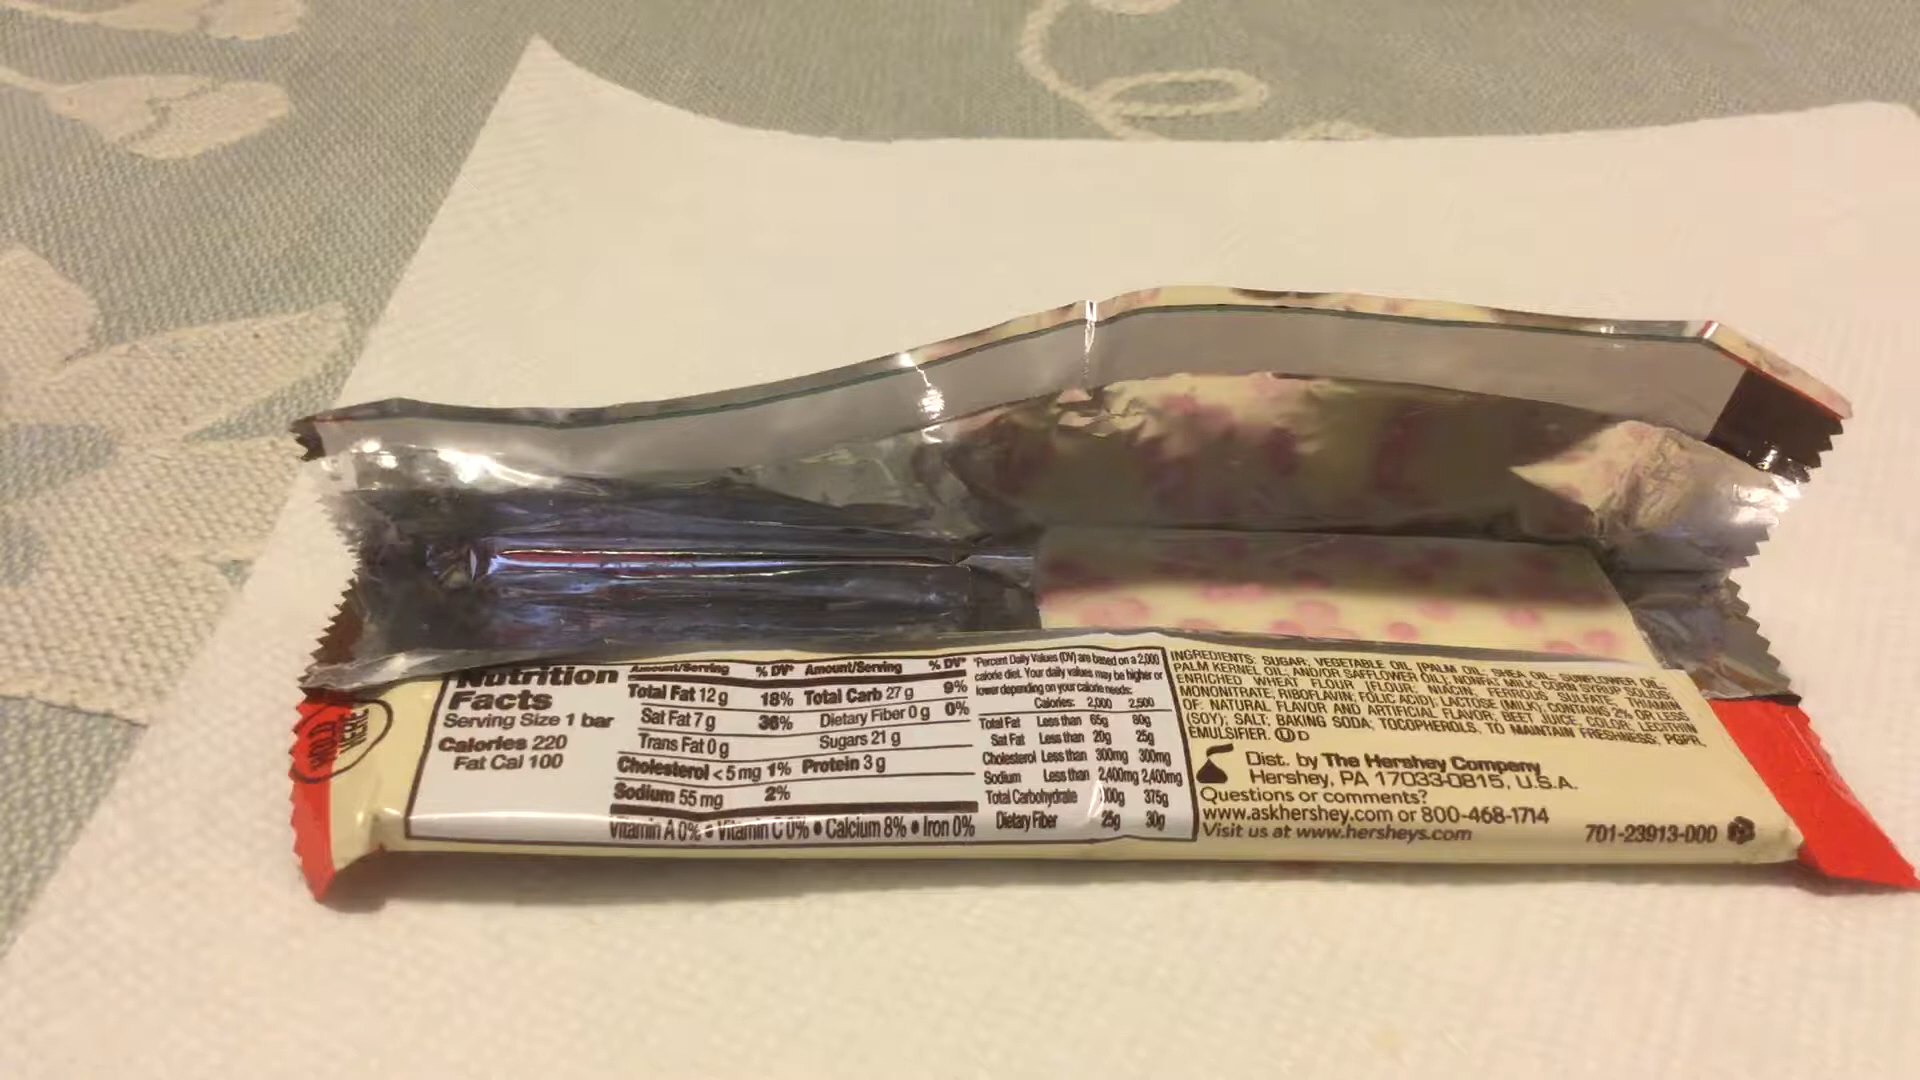 HOLD
HERE
Nutrition
Facts
Serving Size 1 bar
Calories 220
Fat Cal 100
Amount/Serving % DV* Amount/Serving % DV*
Total Fat 12 g 18% Total Carb 27 g 9%
Sat Fat 7 g 36% Dietary Fiber 0 g 0%
Trans Fat 0 g Sugars 21 g
Cholesterol < 5 mg 1% Protein 3 g
Sodium 55 mg 2%
Vitamin A 0% • Vitamin C 0% • Calcium 8% • Iron 0%
*Percent Daily Values (DV) are based on a 2,000
calorie diet. Your daily values may be higher or
lower depending on your calorie needs:
Calories: 2,000 2,500
Total Fat Less than 65g 80g
Sat Fat Less than 20g 25g
Cholesterol Less than 300mg 300mg
Sodium Less than 2,400mg 2,400mg
Total Carbohydrate 300g 375g
Dietary Fiber 25g 30g
INGREDIENTS: SUGAR; VEGETABLE OIL [PALM OIL, SHEA OIL, SUNFLOWER OIL,
PALM KERNEL OIL AND/OR SAFFLOWER OIL]; NONFAT MILK; CORN SYRUP SOLIDS;
ENRICHED WHEAT FLOUR (FLOUR, NIACIN, FERROUS SULFATE, THIAMIN
MONONITRATE, RIBOFLAVIN; FOLIC ACID); LACTOSE (MILK); CONTAINS 2% OR LESS
OF: NATURAL FLAVOR AND ARTIFICIAL FLAVOR; BEET JUICE, COLOR; LECITHIN
(SOY); SALT; BAKING SODA; TOCOPHEROLS, TO MAINTAIN FRESHNESS; PGPR,
EMULSIFIER. Ⓤ D
Dist. by The Hershey Company
Hershey, PA 17033-0815, U.S.A.
Questions or comments?
www.askhershey.com or 800-468-1714
Visit us at www.hersheys.com
701-23913-000